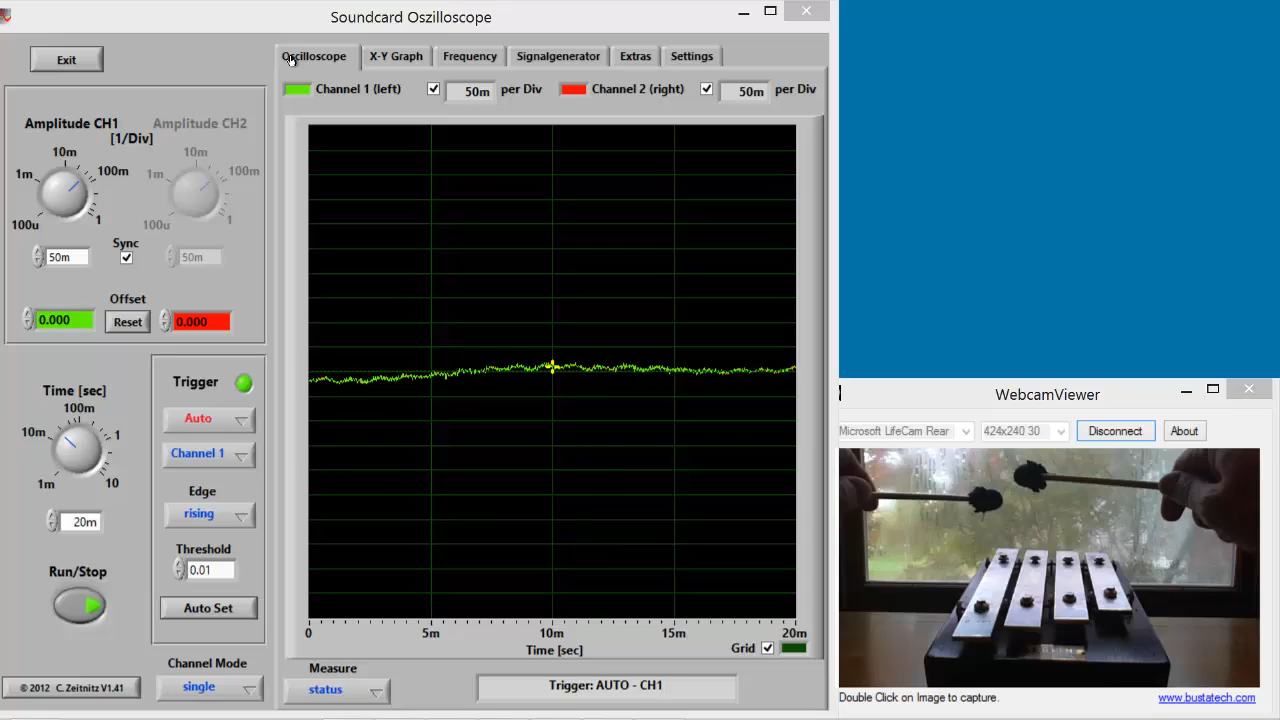 Soundcard Oszilloscope
Exit
Oscilloscope X-Y Graph Frequency Signalgenerator Extras Settings
Channel 1 (left) 50m per Div Channel 2 (right) 50m per Div
Amplitude CH1 Amplitude CH2
[1/Div]
10m 10m
1m 100m 1m 100m
100u 1 100u 1
Sync
50m 50m
Offset
0.000 Reset 0.000
Time [sec]
100m
10m 1
1m 10
20m
Run/Stop
Trigger
Auto
Channel 1
Edge
rising
Threshold
0.01
Auto Set
Channel Mode
single
© 2012 C. Zeitnitz V1.41
0 5m 10m 15m 20m
Time [sec]
Grid
Measure
status
Trigger: AUTO - CH1
WebcamViewer
Microsoft LifeCam Rear 424x240 30 Disconnect About
Double Click on Image to capture. www.bustatech.com